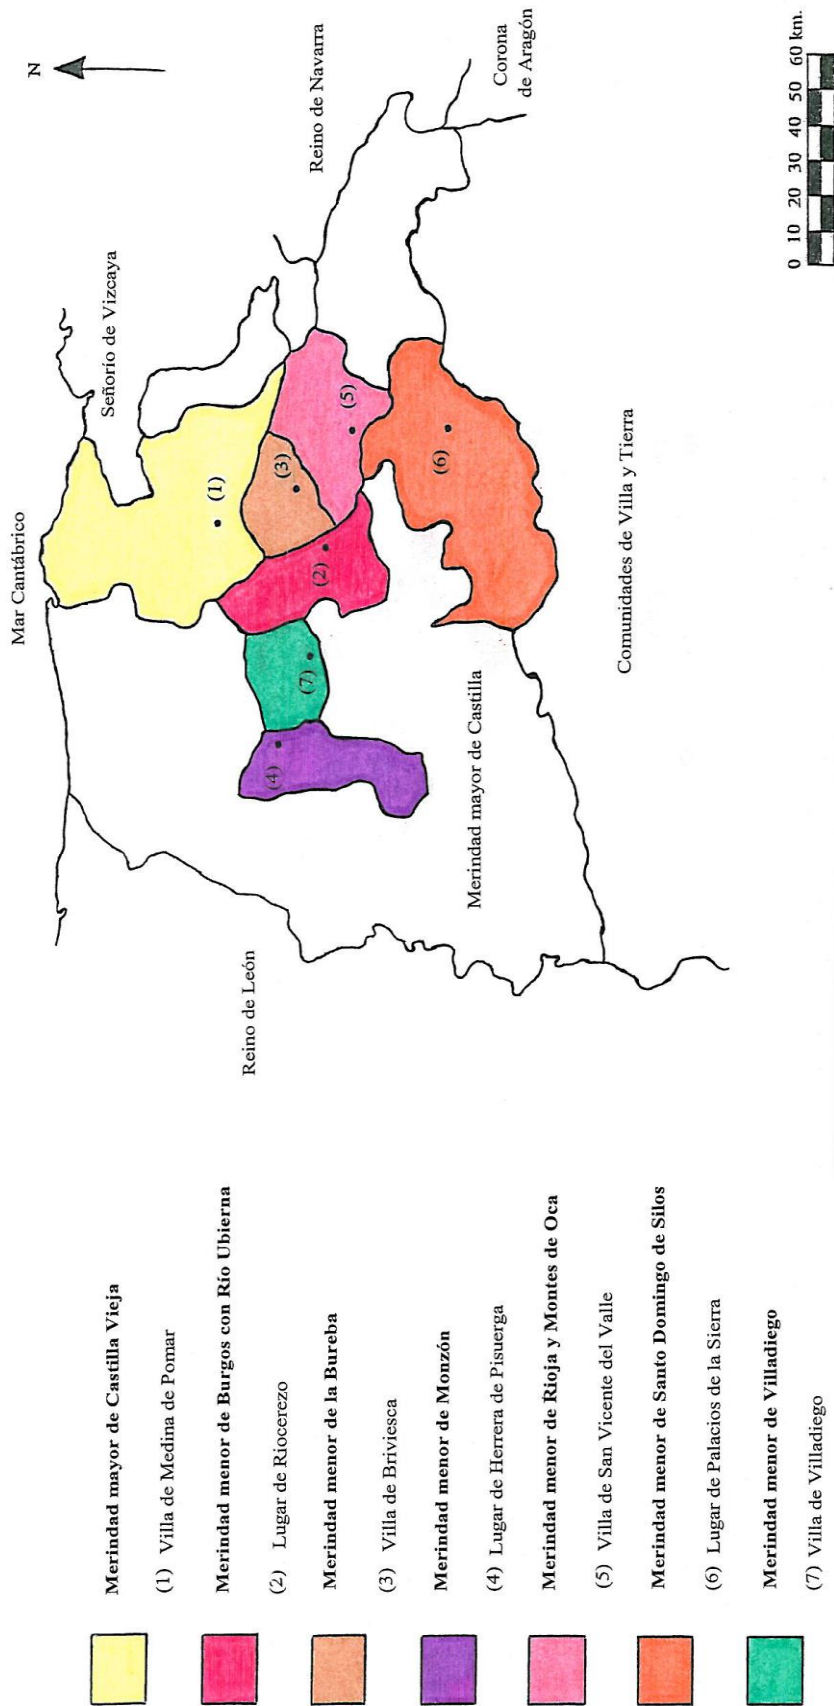 N
Mar Cantábrico
Señorio de Vizcaya
Reino de Navarra
Corona
de Aragón
Reino de León
Merindad mayor de Castilla
Comunidades de Villa y Tierra
(1)
(2)
(3)
(4)
(5)
(6)
(7)
0 10 20 30 40 50 60 km.
Merindad mayor de Castilla Vieja
(1) Villa de Medina de Pomar
Merindad menor de Burgos con Río Ubierna
(2) Lugar de Riocerezo
Merindad menor de la Bureba
(3) Villa de Briviesca
Merindad menor de Monzón
(4) Lugar de Herrera de Pisuerga
Merindad menor de Rioja y Montes de Oca
(5) Villa de San Vicente del Valle
Merindad menor de Santo Domingo de Silos
(6) Lugar de Palacios de la Sierra
Merindad menor de Villadiego
(7) Villa de Villadiego